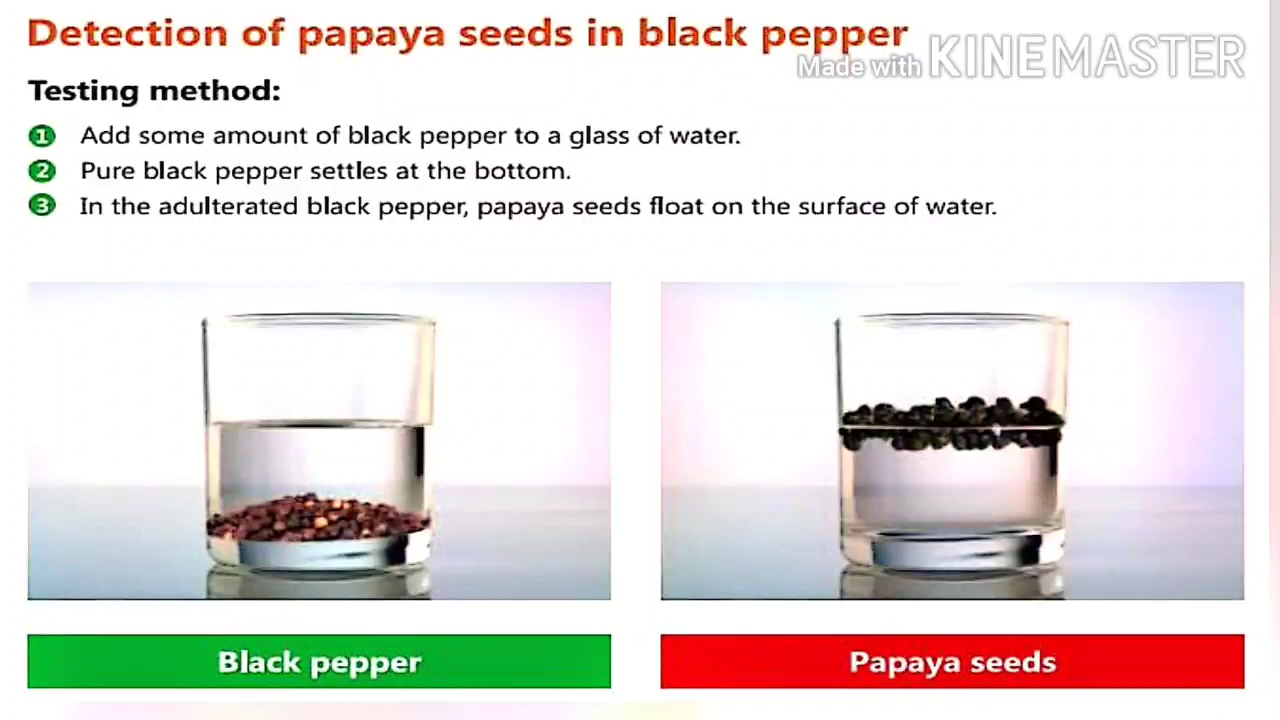 Detection of papaya seeds in black pepper
Made with KINEMASTER
Testing method:
1 Add some amount of black pepper to a glass of water.
2 Pure black pepper settles at the bottom.
3 In the adulterated black pepper, papaya seeds float on the surface of water.
Black pepper
Papaya seeds